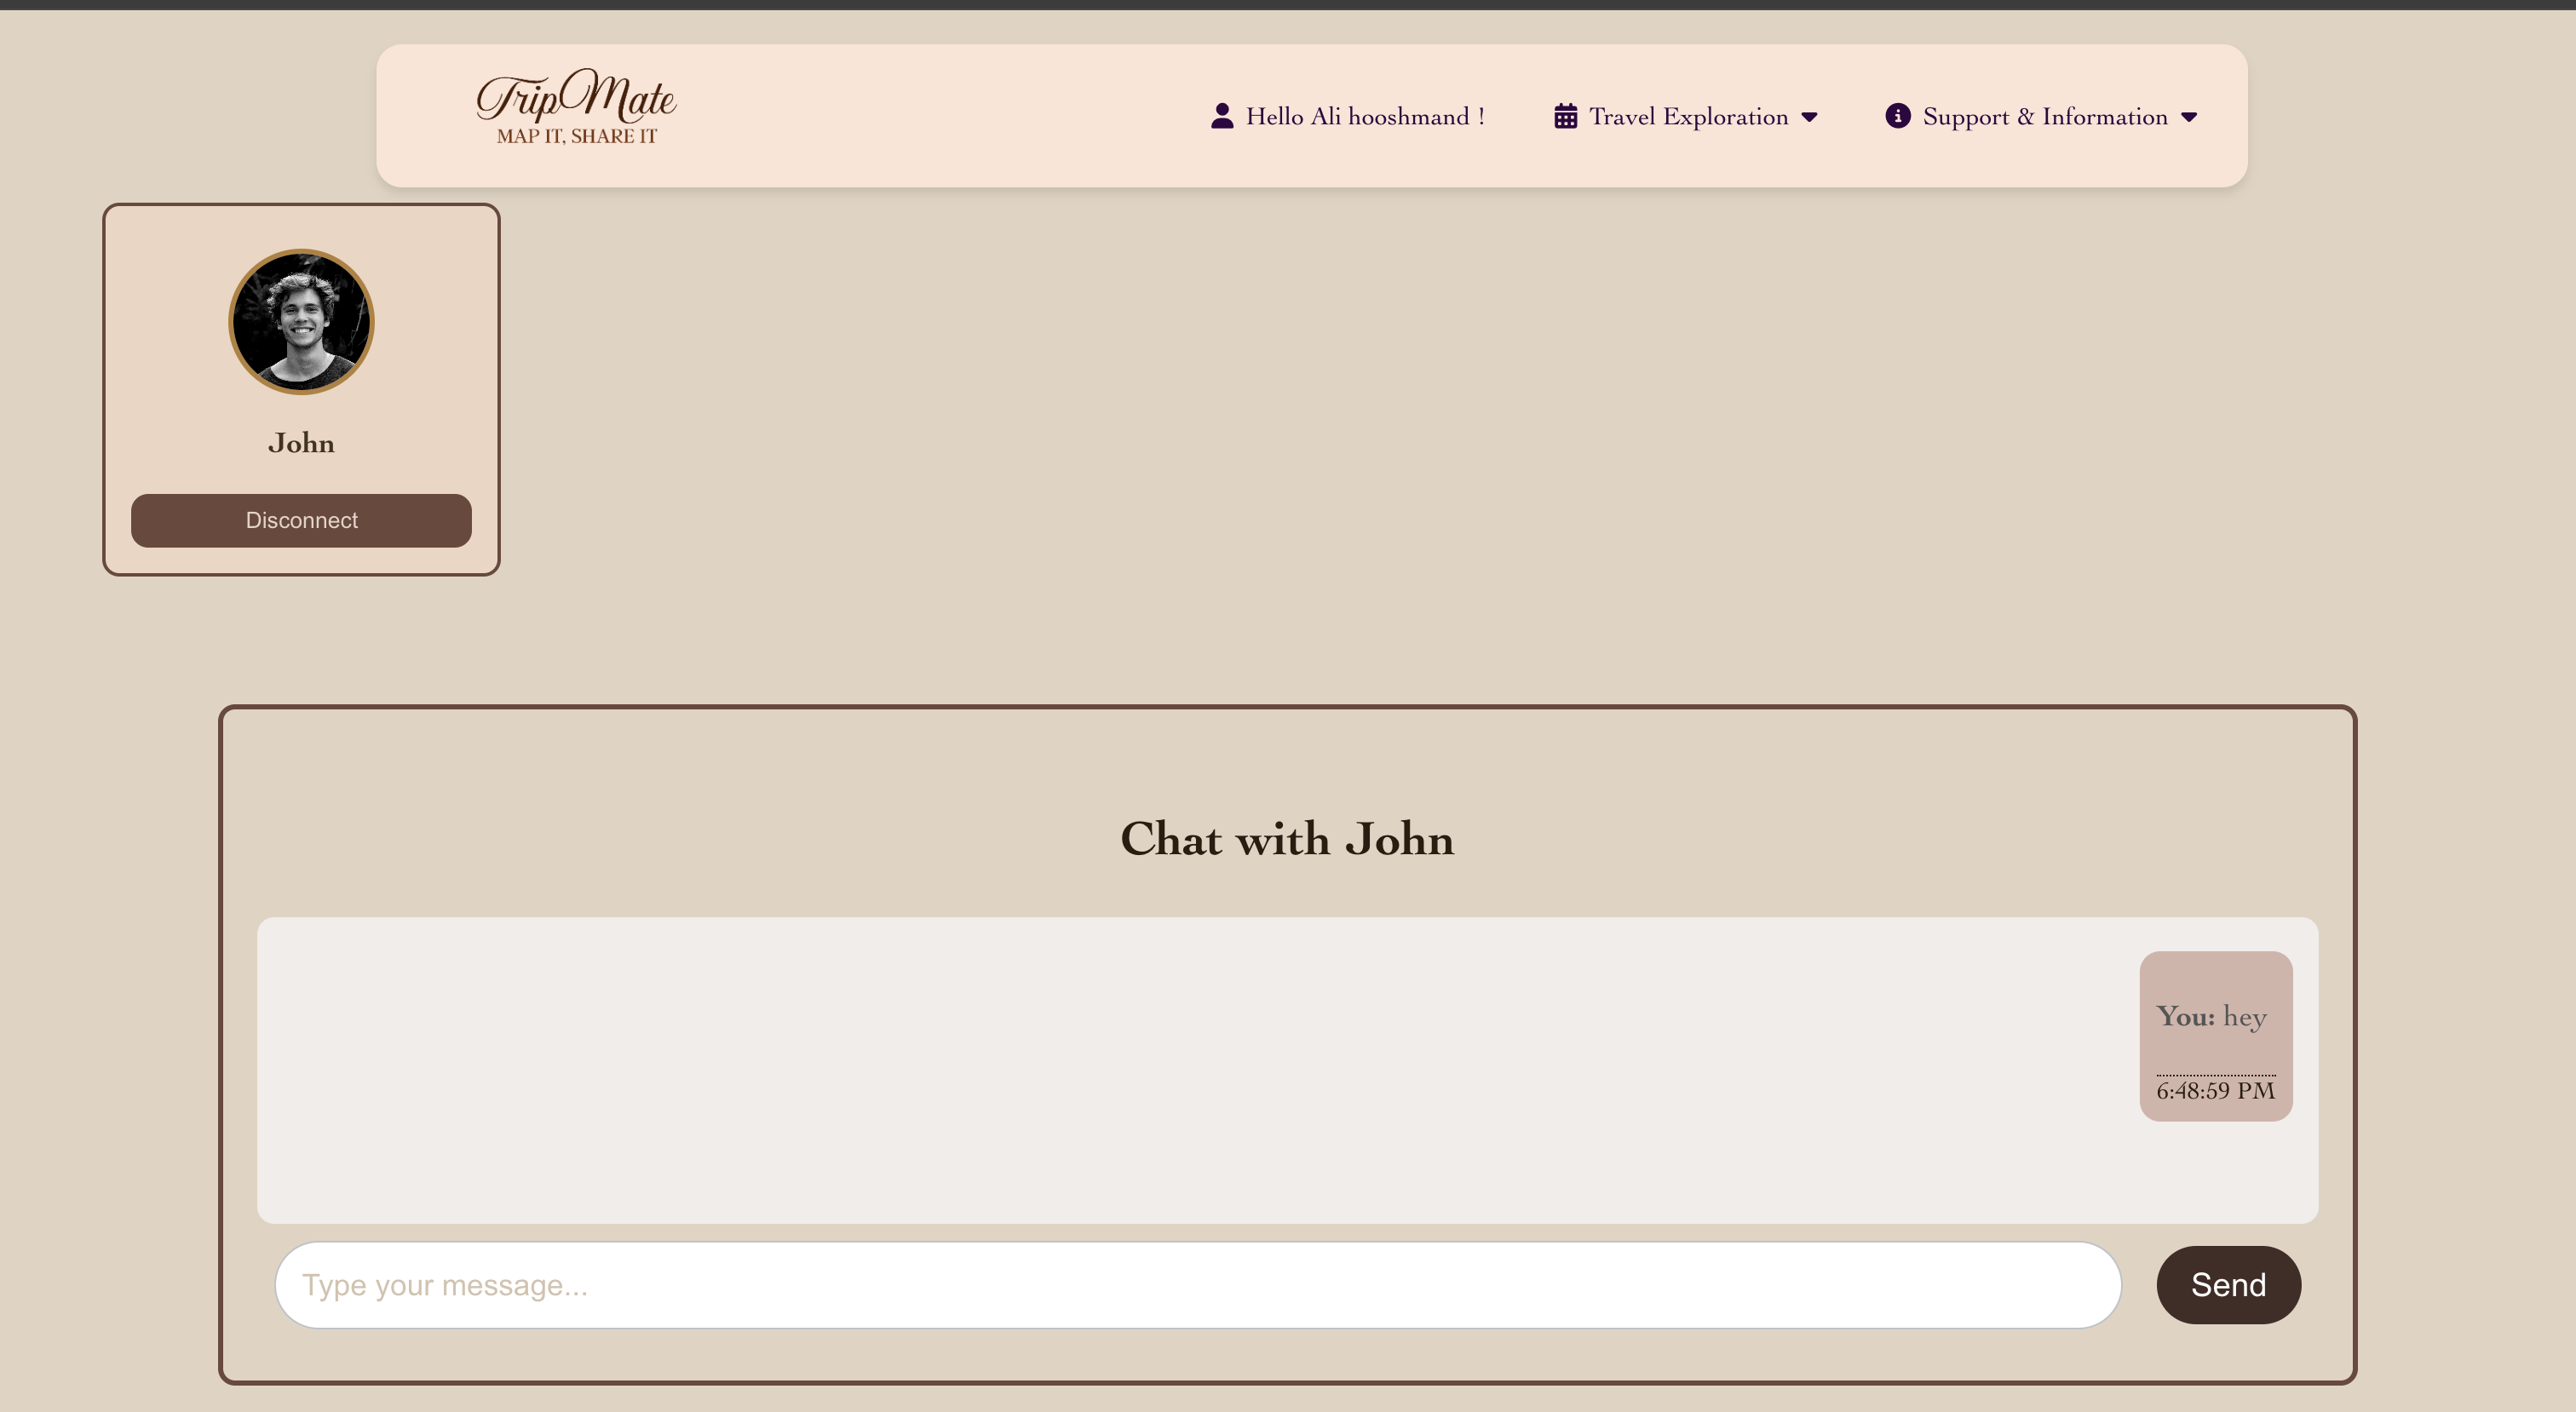 TripMate
MAP IT, SHARE IT
Hello Ali hooshmand !
Travel Exploration
Support & Information
John
Disconnect
Chat with John
You: hey
6:48:59 PM
Type your message...
Send